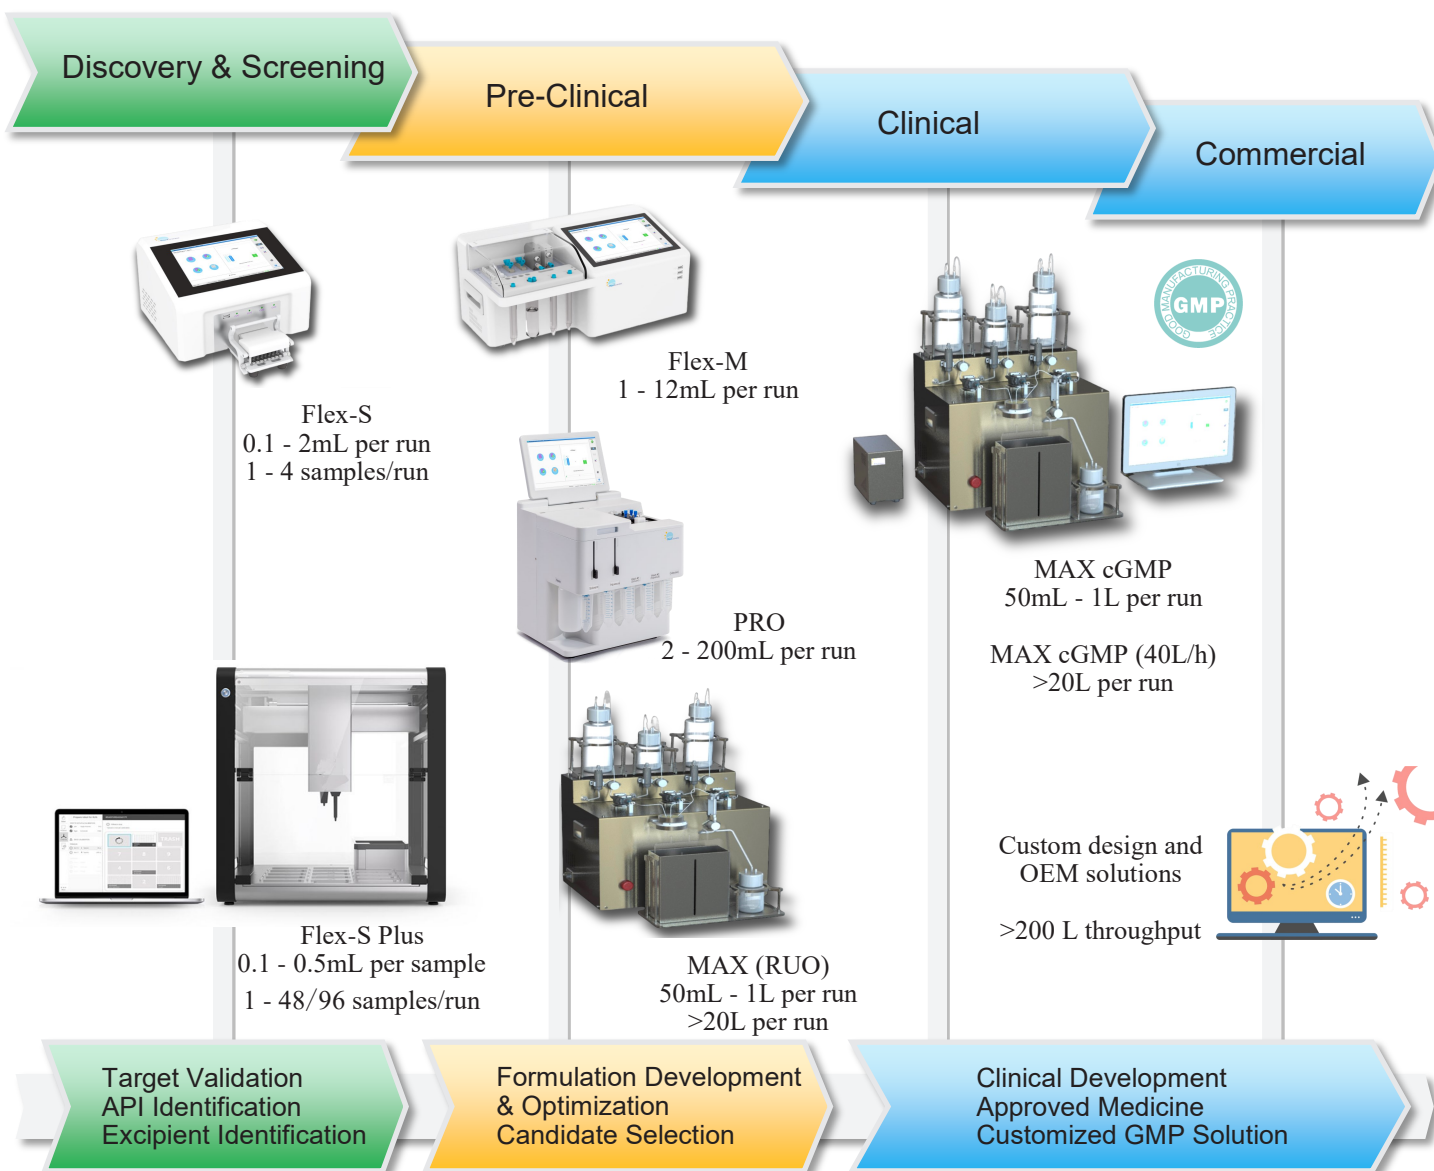 Discovery & Screening
Pre-Clinical
Clinical
Commercial
GOOD MANUFACTURING PRACTICE
GMP
Flex-S
0.1 - 2mL per run
1 - 4 samples/run
Flex-M
1 - 12mL per run
PRO
2 - 200mL per run
MAX cGMP
50mL - 1L per run
MAX cGMP (40L/h)
>20L per run
Flex-S Plus
0.1 - 0.5mL per sample
1 - 48/96 samples/run
MAX (RUO)
50mL - 1L per run
>20L per run
Custom design and
OEM solutions
>200 L throughput
Target Validation
API Identification
Excipient Identification
Formulation Development
& Optimization
Candidate Selection
Clinical Development
Approved Medicine
Customized GMP Solution